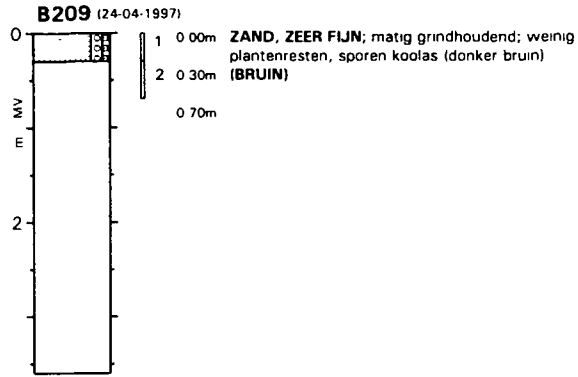 B209 (24-04-1997)
0
m MV
2
1 0 00m ZAND, ZEER FIJN; matig grindhoudend; weinig
plantenresten, sporen koolas (donker bruin)
2 0 30m (BRUIN)
0 70m